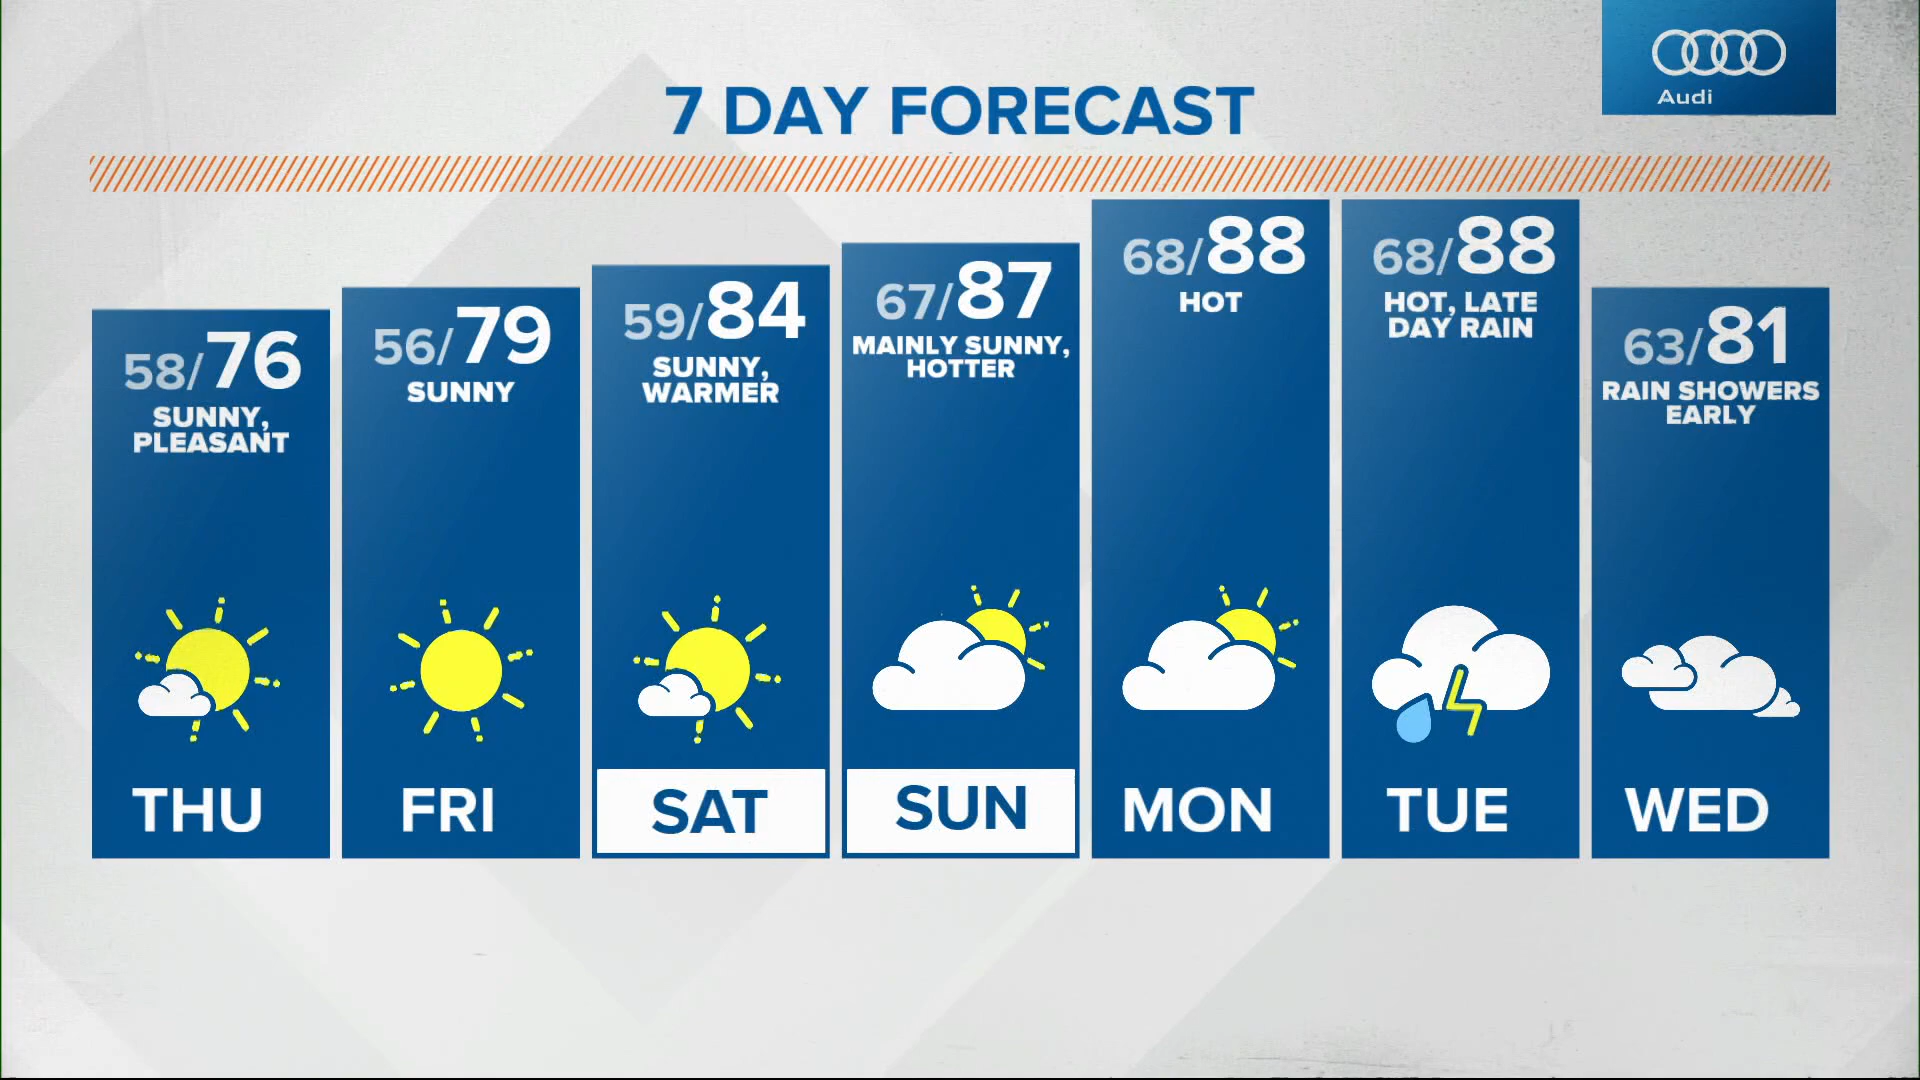 Audi
7 DAY FORECAST
58/76
SUNNY,
PLEASANT
THU
56/79
SUNNY
FRI
59/84
SUNNY,
WARMER
SAT
67/87
MAINLY SUNNY,
HOTTER
SUN
68/88
HOT
MON
68/88
HOT, LATE
DAY RAIN
TUE
63/81
RAIN SHOWERS
EARLY
WED